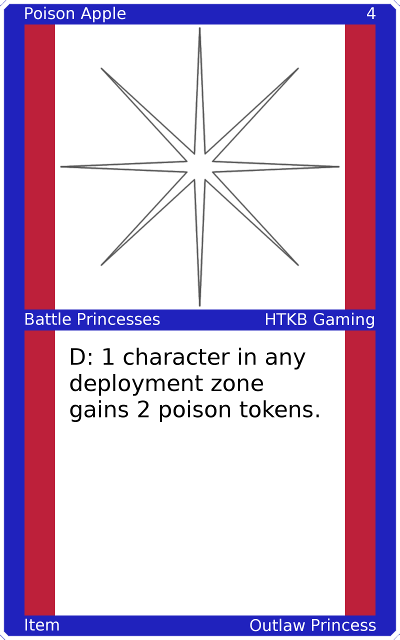 Poison Apple 4
Battle Princesses HTKB Gaming
D: 1 character in any
deployment zone
gains 2 poison tokens.
Item Outlaw Princess